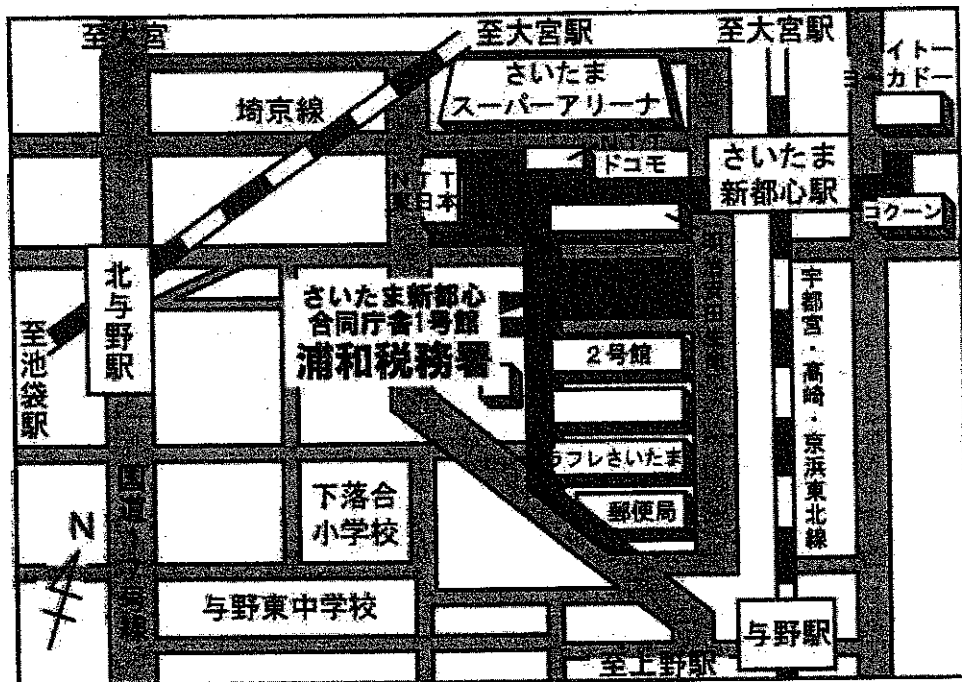 至大宮
至大宮駅
至大宮駅
イトー
ヨーカドー
さいたま
スーパーアリーナ
埼京線
NTT
ドコモ
さいたま
新都心駅
NTT
東日本
コクーン
北与野駅
さいたま新都心
合同庁舎1号館
浦和税務署
2号館
宇都宮・高崎・京浜東北線
至池袋駅
ラフレさいたま
国道17号線
下落合
小学校
郵便局
N
与野東中学校
与野駅
至上野駅